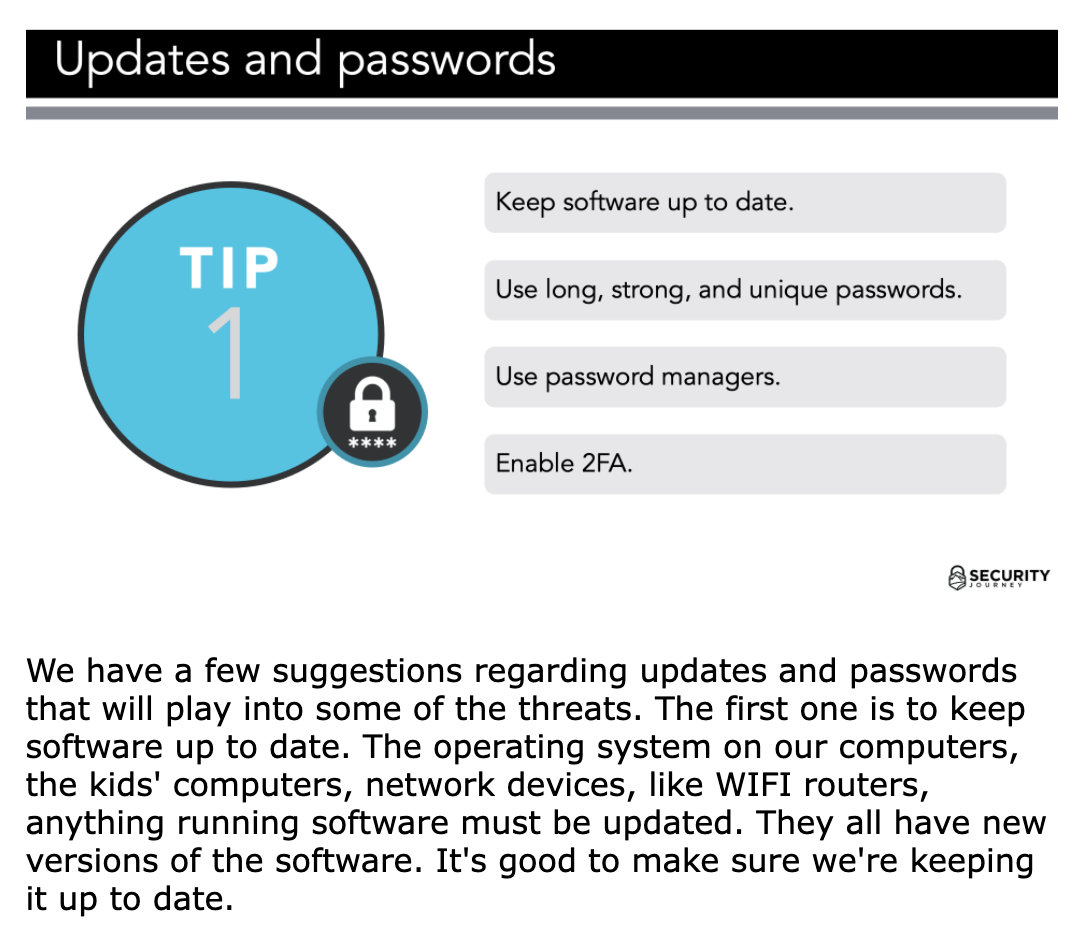 Updates and passwords
TIP
1
****
Keep software up to date.
Use long, strong, and unique passwords.
Use password managers.
Enable 2FA.
SECURITY
JOURNEY
We have a few suggestions regarding updates and passwords
that will play into some of the threats. The first one is to keep
software up to date. The operating system on our computers,
the kids' computers, network devices, like WIFI routers,
anything running software must be updated. They all have new
versions of the software. It's good to make sure we're keeping
it up to date.